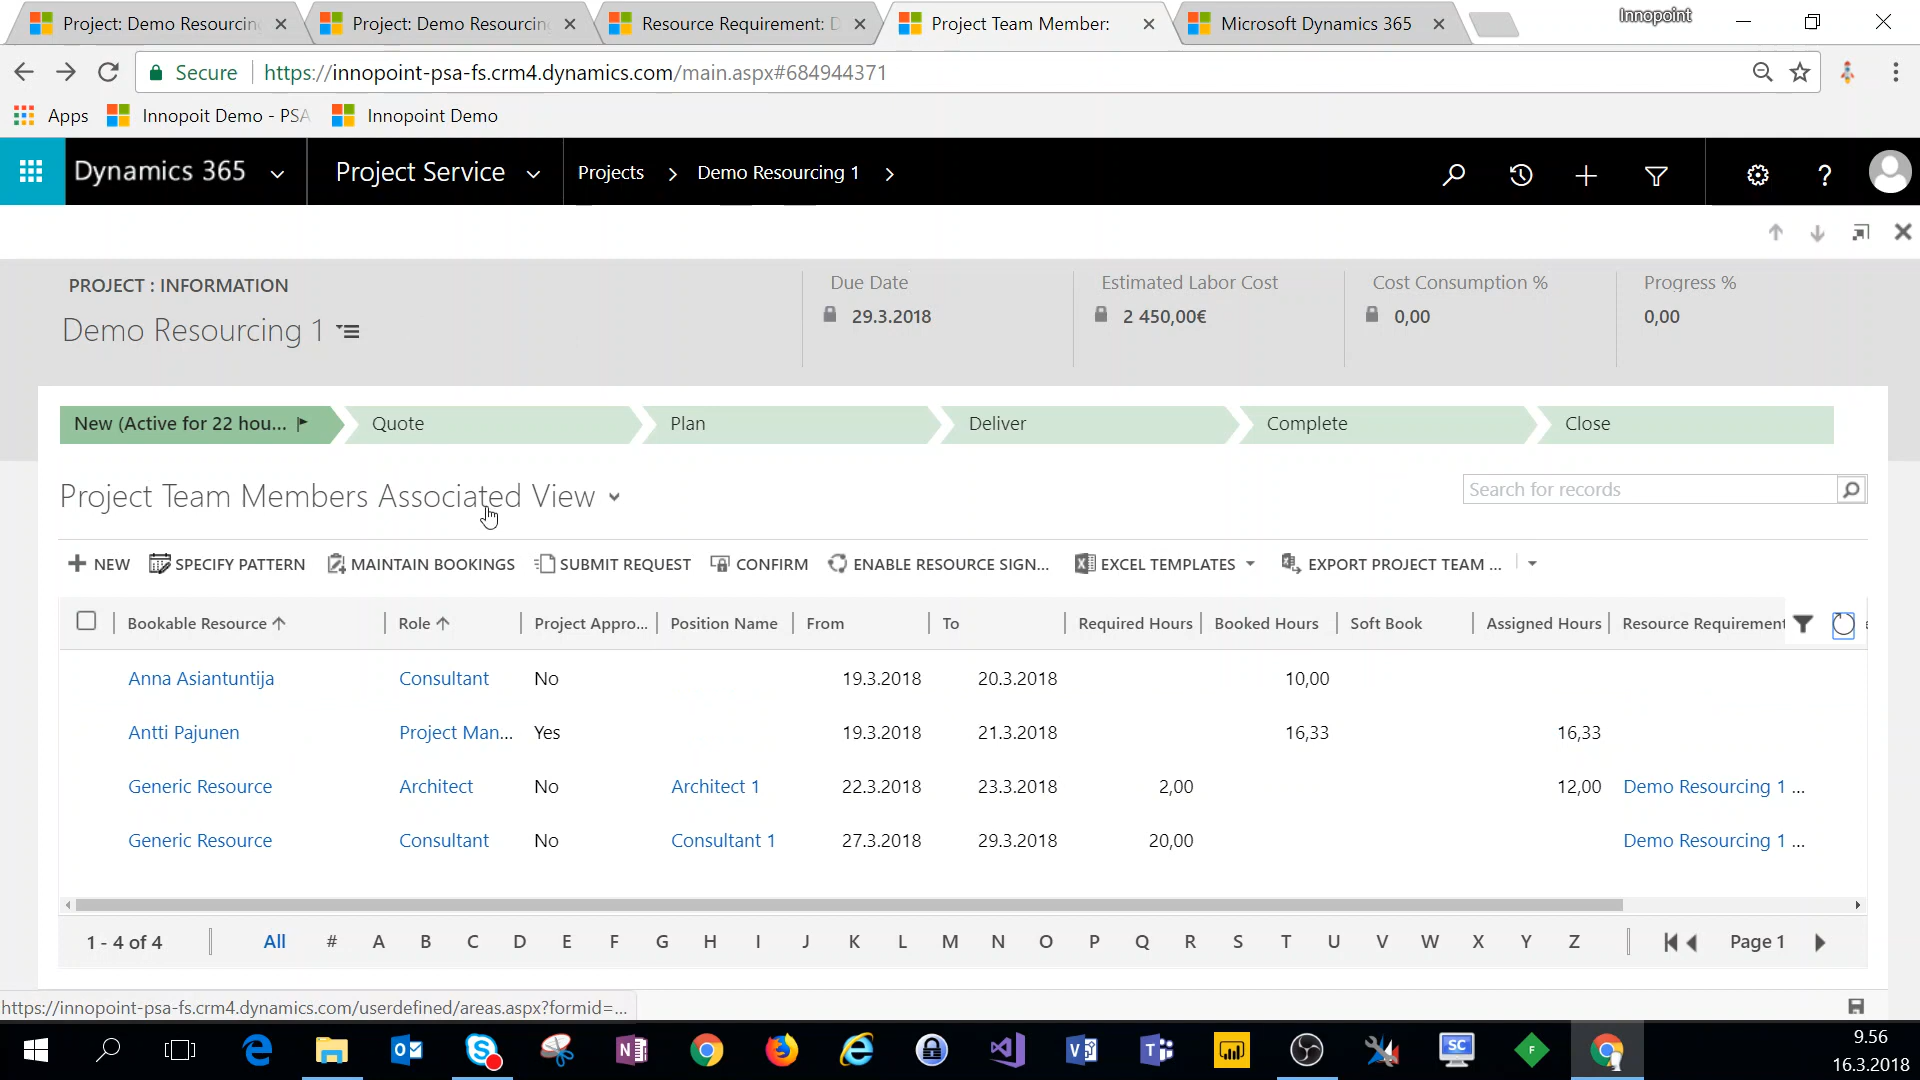 Project: Demo Resourcing
Project: Demo Resourcing
Resource Requirement: D
Project Team Member:
Microsoft Dynamics 365
Innopoint
Secure
https://innopoint-psa-fs.crm4.dynamics.com/main.aspx#684944371
Apps
Innopoit Demo - PSA
Innopoint Demo
Dynamics 365
Project Service
Projects
Demo Resourcing 1
PROJECT : INFORMATION
Demo Resourcing 1
Due Date
29.3.2018
Estimated Labor Cost
2 450,00€
Cost Consumption %
0,00
Progress %
0,00
New (Active for 22 hou...
Quote
Plan
Deliver
Complete
Close
Project Team Members Associated View
Search for records
NEW
SPECIFY PATTERN
MAINTAIN BOOKINGS
SUBMIT REQUEST
CONFIRM
ENABLE RESOURCE SIGN...
EXCEL TEMPLATES
EXPORT PROJECT TEAM ...
Bookable Resource Role Project Appro... Position Name From To Required Hours Booked Hours Soft Book Assigned Hours Resource Requirement
Anna Asiantuntija Consultant No 19.3.2018 20.3.2018 10,00
Antti Pajunen Project Man... Yes 19.3.2018 21.3.2018 16,33 16,33
Generic Resource Architect No Architect 1 22.3.2018 23.3.2018 2,00 12,00 Demo Resourcing 1 ...
Generic Resource Consultant No Consultant 1 27.3.2018 29.3.2018 20,00 Demo Resourcing 1 ...
1 - 4 of 4 All # A B C D E F G H I J K L M N O P Q R S T U V W X Y Z Page 1
https://innopoint-psa-fs.crm4.dynamics.com/userdefined/areas.aspx?formid=...
9.56
16.3.2018